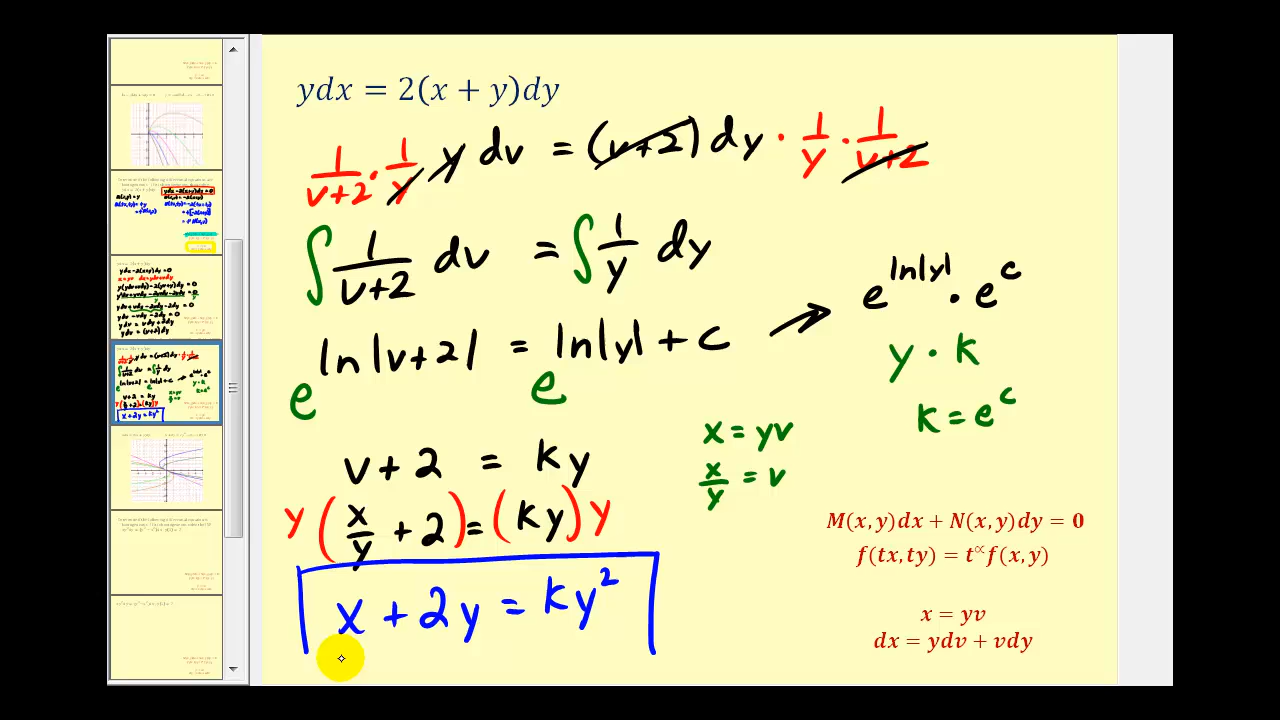 ydx = 2(x + y)dy
1/(v+2) · 1/y y dv = (v+2) dy · 1/y · 1/(v+2)
∫ 1/(v+2) dv = ∫ 1/y dy
ln|v+2| = ln|y| + c → e^(ln|y|) · e^c
e e
y · k
k = e^c
v + 2 = ky
x = yv
x/y = v
y (x/y + 2) = (ky) y
x + 2y = ky²
M(x, y)dx + N(x, y)dy = 0
f(tx, ty) = t^∝ f(x, y)
x = yv
dx = ydv + vdy